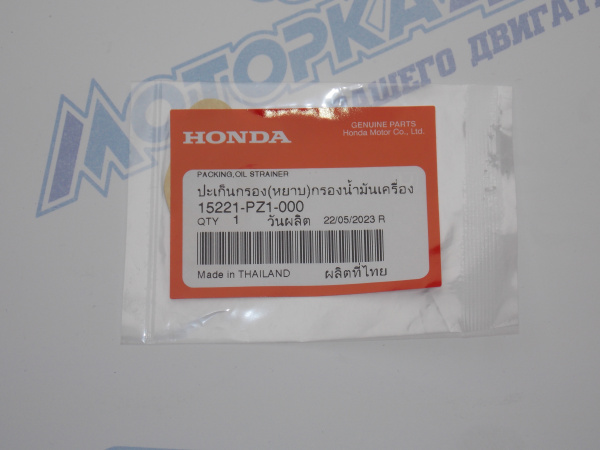 МОТОРКА
ВАШЕГО ДВИГАТ
HONDA
GENUINE PARTS
Honda Motor Co., Ltd.
PACKING,OIL STRAINER
ปะเก็นกรอง(หยาบ)กรองน้ำมันเครื่อง
15221-PZ1-000
QTY 1 วันผลิต 22/05/2023 R
Made in THAILAND ผลิตที่ไทย